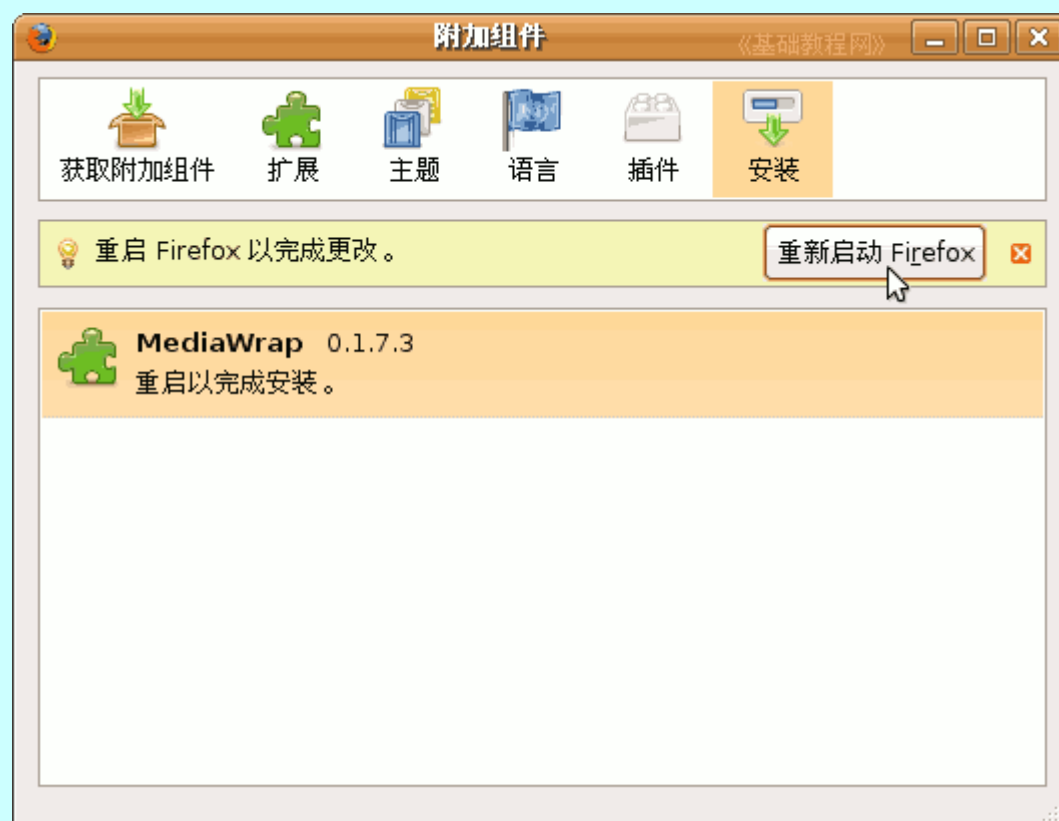 附加组件
《基础教程网》
获取附加组件 扩展 主题 语言 插件 安装
重启 Firefox 以完成更改。 重新启动 Firefox
MediaWrap 0.1.7.3
重启以完成安装。